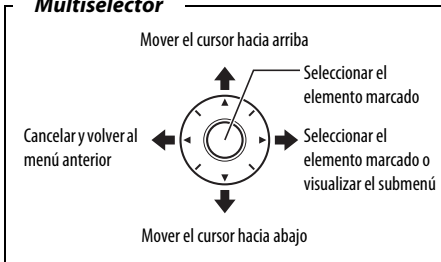 Multiselector
Mover el cursor hacia arriba
Seleccionar el
elemento marcado
Cancelar y volver al
menú anterior
Seleccionar el
elemento marcado o
visualizar el submenú
Mover el cursor hacia abajo